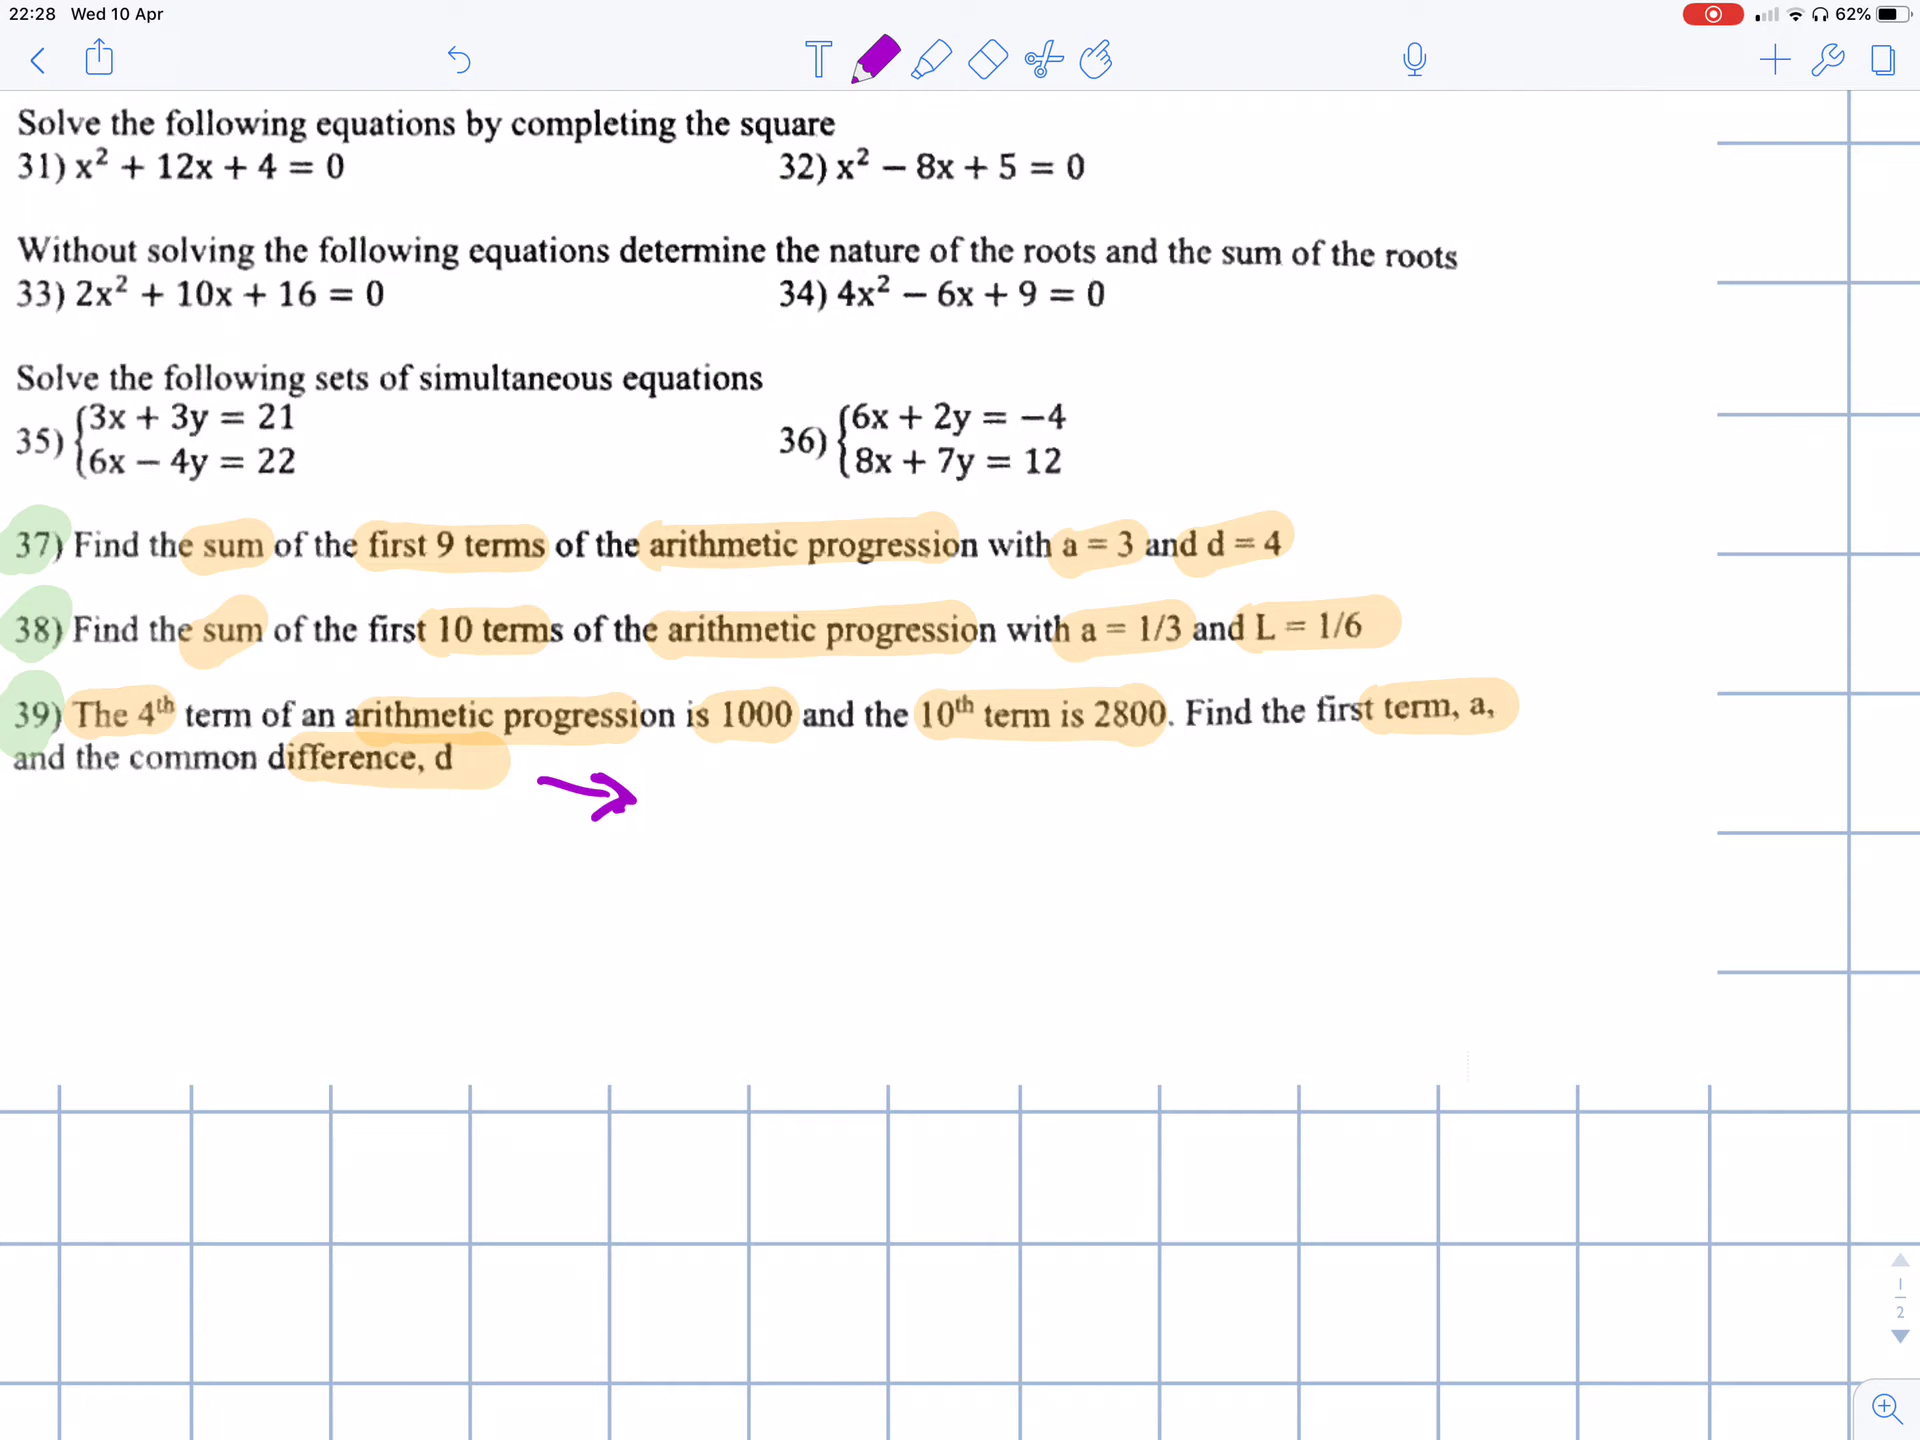 22:28 Wed 10 Apr
62%
T
Solve the following equations by completing the square
31) x² + 12x + 4 = 0
32) x² − 8x + 5 = 0
Without solving the following equations determine the nature of the roots and the sum of the roots
33) 2x² + 10x + 16 = 0
34) 4x² − 6x + 9 = 0
Solve the following sets of simultaneous equations
35) {3x + 3y = 21
6x − 4y = 22
36) {6x + 2y = −4
8x + 7y = 12
37) Find the sum of the first 9 terms of the arithmetic progression with a = 3 and d = 4
38) Find the sum of the first 10 terms of the arithmetic progression with a = 1/3 and L = 1/6
39) The 4th term of an arithmetic progression is 1000 and the 10th term is 2800. Find the first term, a,
and the common difference, d
1
2